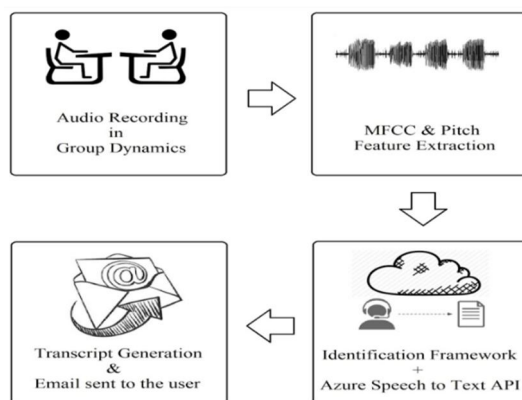 Audio Recording
in
Group Dynamics
MFCC & Pitch
Feature Extraction
@
Transcript Generation
&
Email sent to the user
Identification Framework
+
Azure Speech to Text API